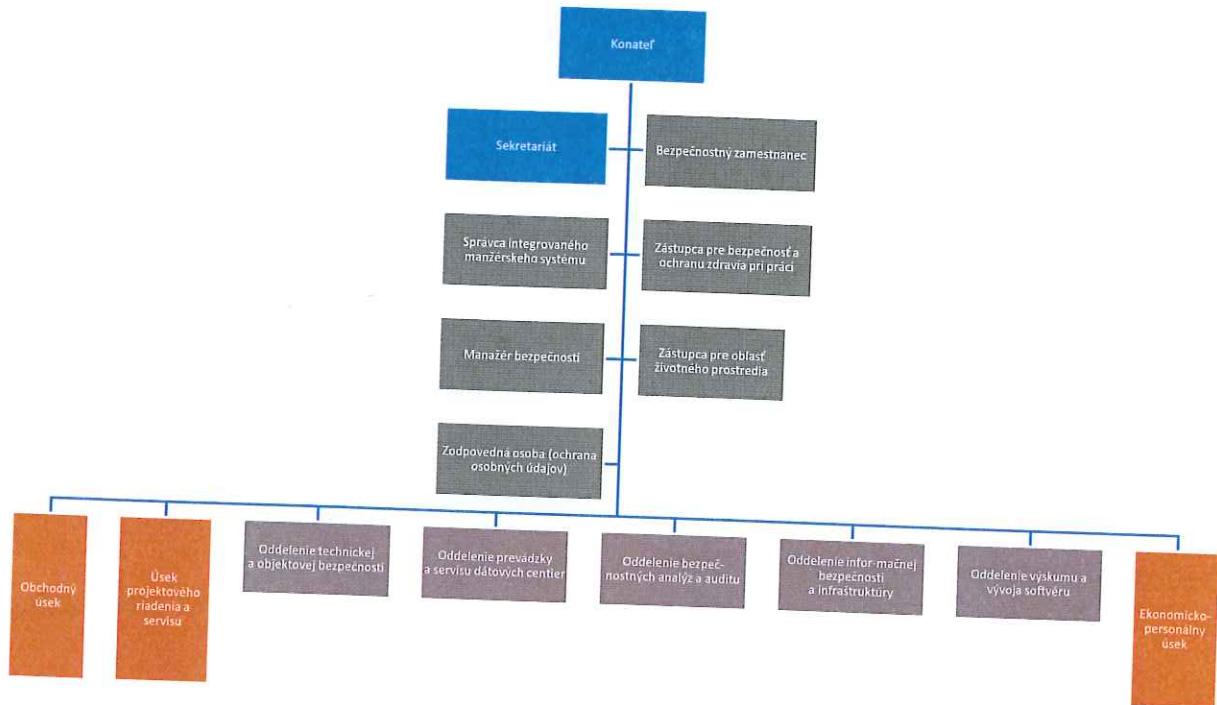 Konateľ
Sekretariát
Bezpečnostný zamestnanec
Správca integrovaného
manžérskeho systému
Zástupca pre bezpečnosť a
ochranu zdravia pri práci
Manažér bezpečnosti
Zástupca pre oblasť
životného prostredia
Zodpovedná osoba (ochrana
osobných údajov)
Obchodný
úsek
Úsek
projektového
riadenia a
servisu
Oddelenie technickej
a objektovej bezpečnosti
Oddelenie prevádzky
a servisu dátových centier
Oddelenie bezpeč-
nostných analýz a auditu
Oddelenie infor-mačnej
bezpečnosti
a infraštruktúry
Oddelenie výskumu a
vývoja softvéru
Ekonomicko-
personálny
úsek